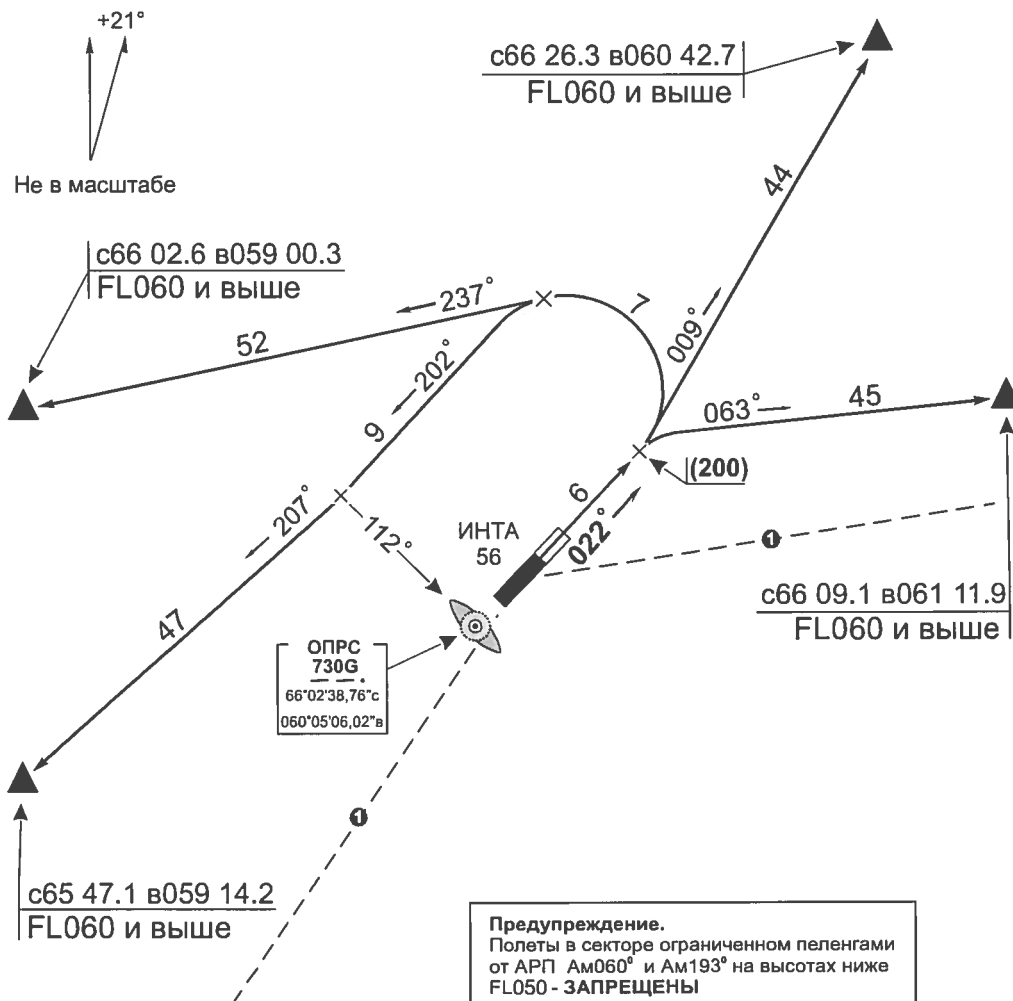 +21°
Не в масштабе
с66 26.3 в060 42.7
FL060 и выше
44
с66 02.6 в059 00.3
FL060 и выше
237°
7
52
202°
009°
9
063°
45
(200)
6
022°
207°
112°
ИНТА
56
1
с66 09.1 в061 11.9
FL060 и выше
47
ОПРС
730G
66°02'38,76"с
060°05'06,02"в
1
с65 47.1 в059 14.2
FL060 и выше
Предупреждение.
Полеты в секторе ограниченном пеленгами
от АРП Ам060° и Ам193° на высотах ниже
FL050 - ЗАПРЕЩЕНЫ